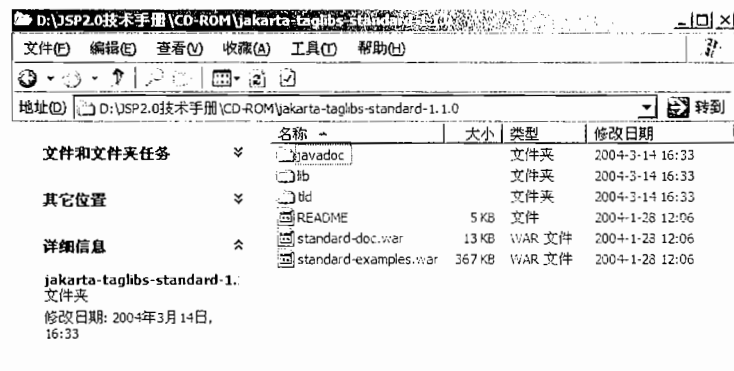 D:\JSP2.0技术手册\CD-ROM\jakarta-taglibs-standard-1.1.0
文件(F) 编辑(E) 查看(V) 收藏(A) 工具(T) 帮助(H)
地址(D) D:\JSP2.0技术手册\CD-ROM\jakarta-taglibs-standard-1.1.0 转到
名称 大小 类型 修改日期
文件和文件夹任务
其它位置
详细信息
jakarta-taglibs-standard-1.
文件夹
修改日期: 2004年3月14日,
16:33
javadoc 文件夹 2004-3-14 16:33
lib 文件夹 2004-3-14 16:33
tld 文件夹 2004-3-14 16:33
README 5 KB 文件 2004-1-28 12:06
standard-doc.war 13 KB WAR 文件 2004-1-28 12:06
standard-examples.war 367 KB WAR 文件 2004-1-28 12:06